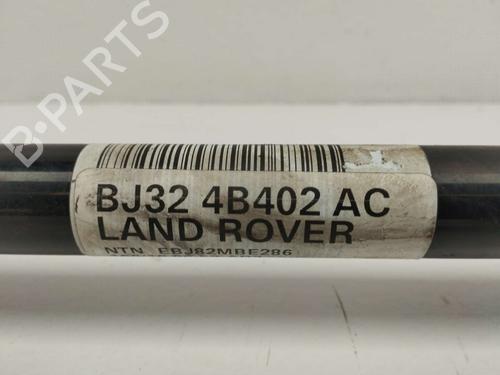 B-PARTS
BJ32 4B402 AC
LAND ROVER
NTN EBJ82MBE286